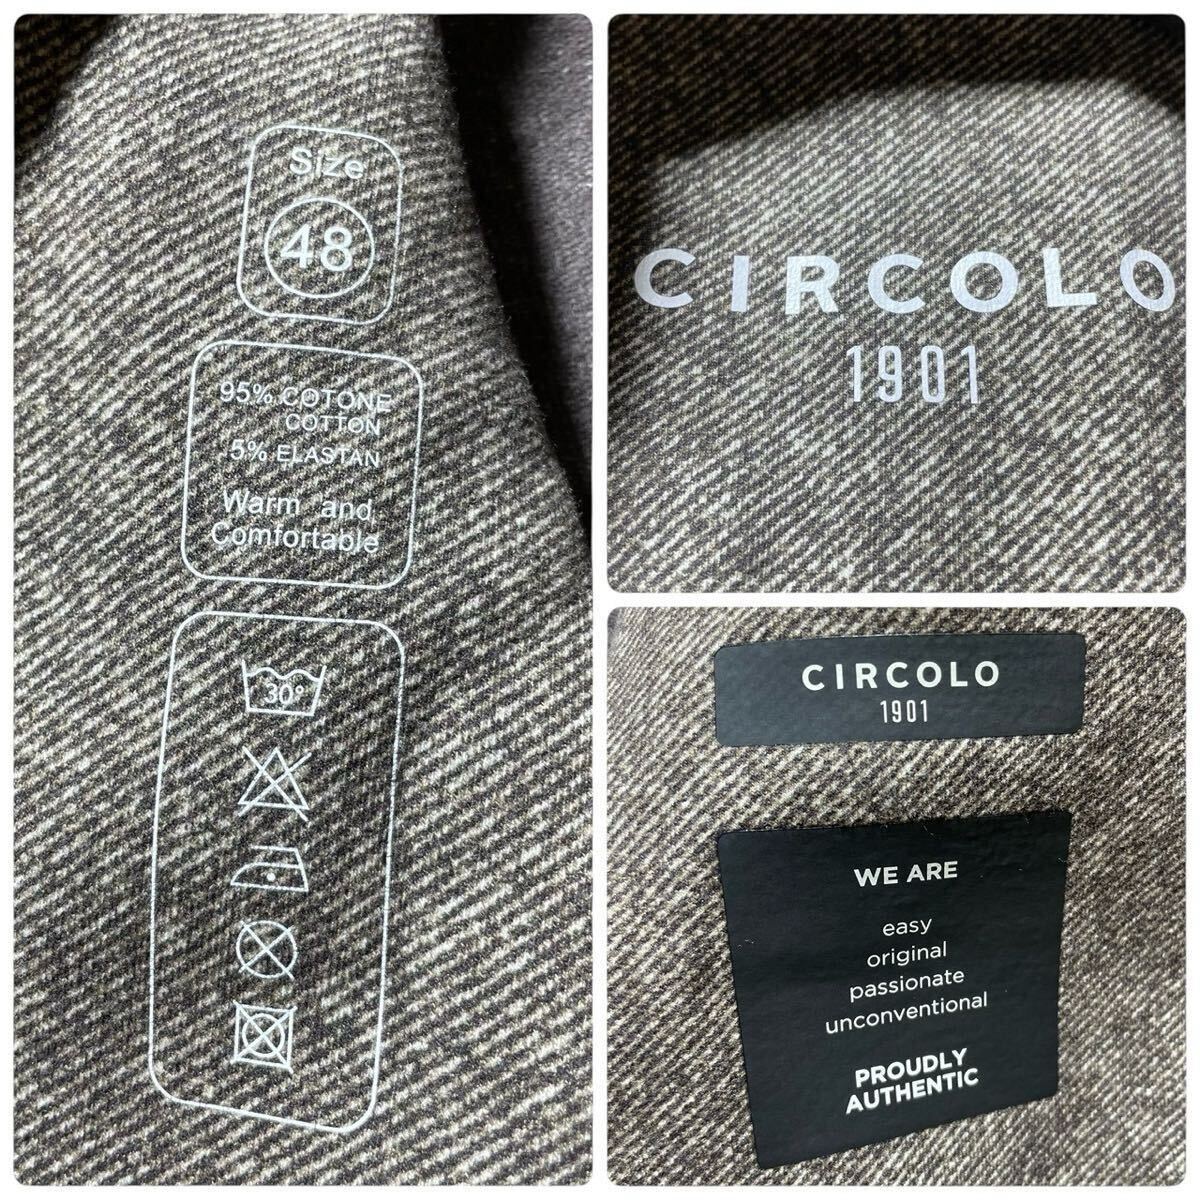 Size
48
95% COTONE
COTTON
5% ELASTAN
Warm and
Comfortable
30°
CIRCOLO
1901
CIRCOLO
1901
WE ARE
easy
original
passionate
unconventional
PROUDLY
AUTHENTIC